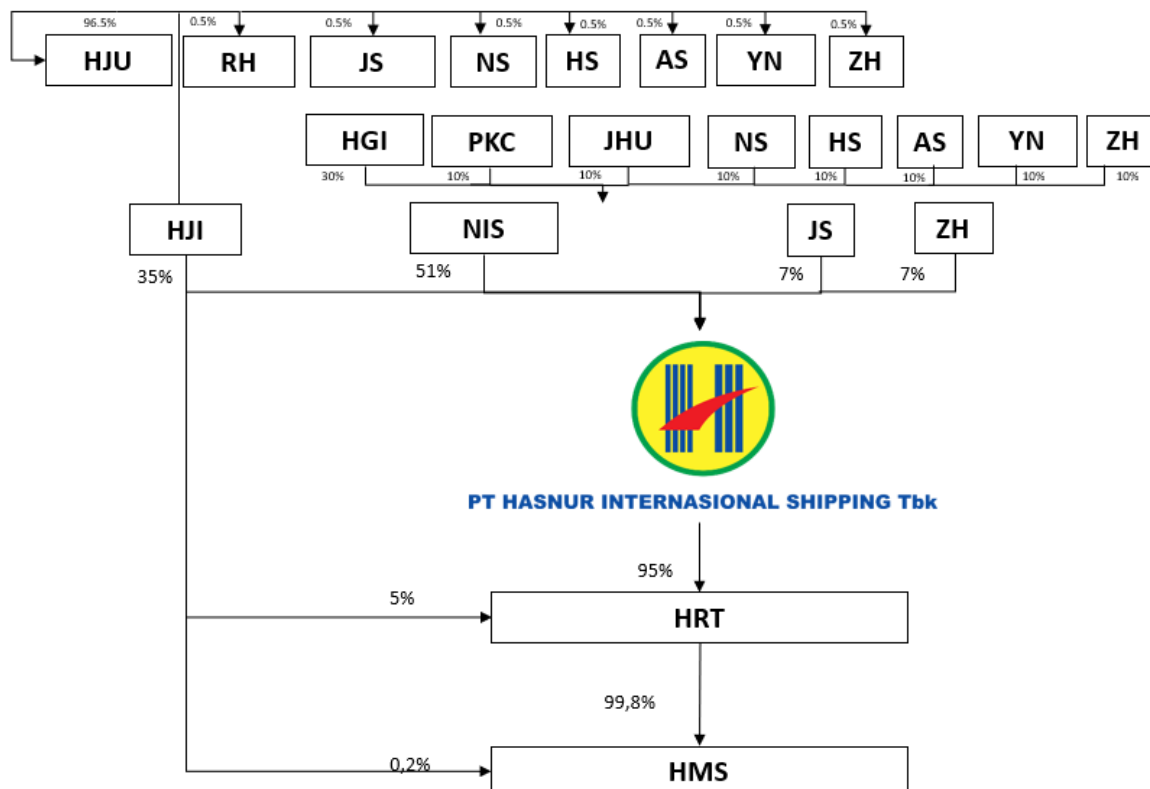 96.5% 0.5% 0.5% 0.5% 0.5% 0.5% 0.5% 0.5%
HJU RH JS NS HS AS YN ZH
HGI PKC JHU NS HS AS YN ZH
30% 10% 10% 10% 10% 10% 10% 10%
HJI NIS JS ZH
35% 51% 7% 7%
PT HASNUR INTERNASIONAL SHIPPING Tbk
95%
5%
HRT
99,8%
0,2%
HMS